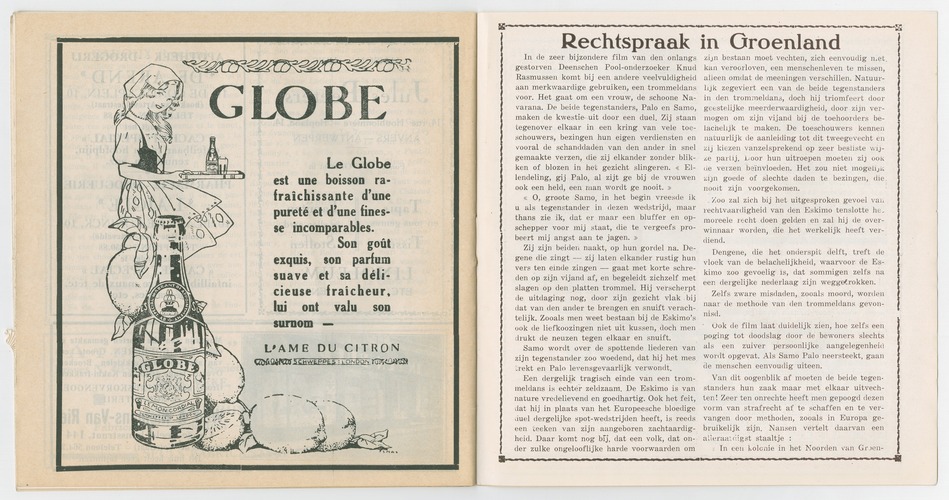 GLOBE
Le Globe
est une boisson ra-
fraîchissante d'une
pureté et d'une fines-
se incomparables.
Son goût
exquis, son parfum
suave et sa déli-
cieuse fraîcheur,
lui ont valu son
surnom —
L'AME DU CITRON
SCHWEPPES LONDON
GLOBE
Rechtspraak in Groenland
In de zeer bijzondere film van den onlangs
gestorven Deenschen Pool-onderzoeker Knud
Rasmussen komt bij een andere veelvuldigheid
aan merkwaardige gebruiken, een trommeldans
voor. Het gaat om een vrouw, de schoone Na-
varana. De beide tegenstanders, Palo en Samo,
maken de kwestie uit door een duel. Zij staan
tegenover elkaar in een kring van vele toe-
schouwers, bezingen hun eigen verdiensten en
vooral de schanddaden van den ander in snel
gemaakte verzen, die zij elkander zonder blik-
ken of blozen in het gezicht slingeren. « El-
lendeling, gij Palo, al zijt ge bij de vrouwen
ook een held, een man wordt ge nooit. »
« O, groote Samo, in het begin vreesde ik
u als tegenstander in dezen wedstrijd, maar
thans zie ik, dat er maar een bluffer en op-
schepper voor mij staat, die te vergeefs pro-
beert mij angst aan te jagen. »
Zij zijn beiden naakt, op hun gordel na. De-
gene die zingt — zij laten elkander rustig hun
vers ten einde zingen — gaat met korte schre-
den op zijn vijand af, en begeleidt zichzelf met
slagen op den platten trommel. Hij verscherpt
de uitdaging nog, door zijn gezicht vlak bij
dat van den ander te brengen en snuift verach-
telijk. Zooals men weet bestaan bij de Eskimo's
ook de liefkoozingen niet uit kussen, doch men
drukt de neuzen tegen elkaar en snuift.
Samo wordt over de spottende liederen van
zijn tegenstander zoo woedend, dat hij het mes
trekt en Palo levensgevaarlijk verwondt.
Een dergelijk tragisch einde van een trom-
meldans is echter zeldzaam. De Eskimo is van
nature vredelievend en goedhartig. Ook het feit,
dat hij in plaats van het Europeesche bloedige
duel dergelijke spot-wedstrijden heeft, is reeds
een teeken van zijn aangeboren zachtaardig-
heid. Daar komt nog bij, dat een volk, dat on-
der zulke ongelooflijke harde voorwaarden om
zijn bestaan moet vechten, zich eenvoudig niet
kan veroorloven, een menschenleven te missen,
alleen omdat de meeningen verschillen. Natuur-
lijk zegeviert een van de beide tegenstanders
in den trommeldans, doch hij triomfeert door
geestelijke meerderwaardigheid, door zijn ver-
mogen om zijn vijand bij de toehoorders be-
lachelijk te maken. De toeschouwers kennen
natuurlijk de aanleiding tot dit tweegevecht en
zij kiezen vanzelsprekend op zeer besliste wij-
ze partij. Door hun uitroepen moeten zij ook
de verzen beïnvloeden. Het zou niet mogelijk
zijn goede of slechte daden te bezingen, die
nooit zijn voorgekomen.
Zoo zal zich bij het uitgesproken gevoel van
rechtvaardigheid van den Eskimo tenslotte het
moreele recht doen gelden en zal hij de over-
winnaar worden, die het werkelijk heeft ver-
diend.
Dengene, die het onderspit delft, treft de
vloek van de belachelijkheid, waarvoor de Es-
kimo zoo gevoelig is, dat sommigen zelfs na
een dergelijke nederlaag zijn weggetrokken.
Zelfs zware misdaden, zooals moord, worden
naar de methode van den trommeldans gevon-
nisd.
Ook de film laat duidelijk zien, hoe zelfs een
poging tot doodslag door de bewoners slechts
als een zuiver persoonlijke aangelegenheid
wordt opgevat. Als Samo Palo neersteekt, gaan
de menschen eenvoudig uiteen.
Van dit oogenblik af moeten de beide tegen-
standers hun zaak maar met elkaar uitvech-
ten! Zeer ten onrechte heeft men gepoogd dezen
vorm van strafrecht af te schaffen en te ver-
vangen door methoden, zooals in Europa ge-
bruikelijk zijn. Nansen vertelt daarvan een
alleraardigst staaltje :
In een kolonie in het Noorden van Groen-